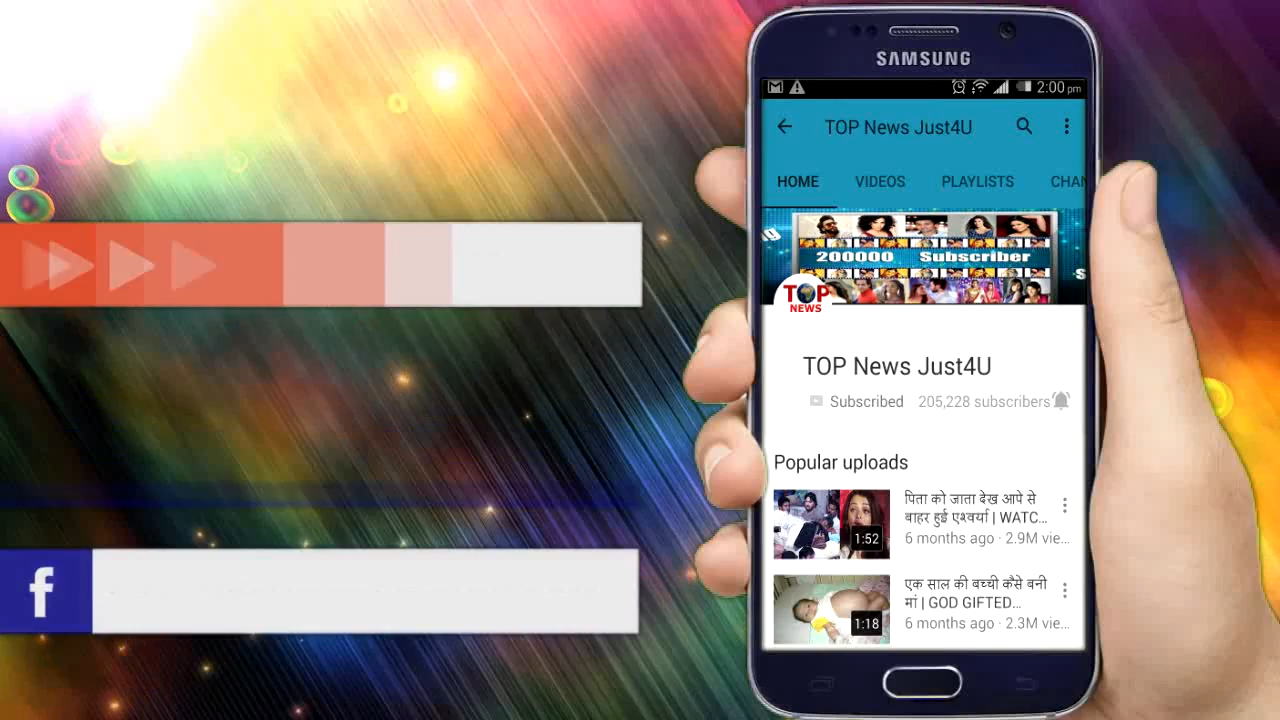 SAMSUNG
2:00 pm
TOP News Just4U
HOME VIDEOS PLAYLISTS CHAN
200000 Subscriber
TOP
NEWS
TOP News Just4U
Subscribed 205,228 subscribers
Popular uploads
पिता को जाता देख आपे से
बाहर हुई एश्वर्या | WATC...
1:52
6 months ago · 2.9M vie...
एक साल की बच्ची कैसे बनी
मां | GOD GIFTED...
1:18
6 months ago · 2.3M vie...
f